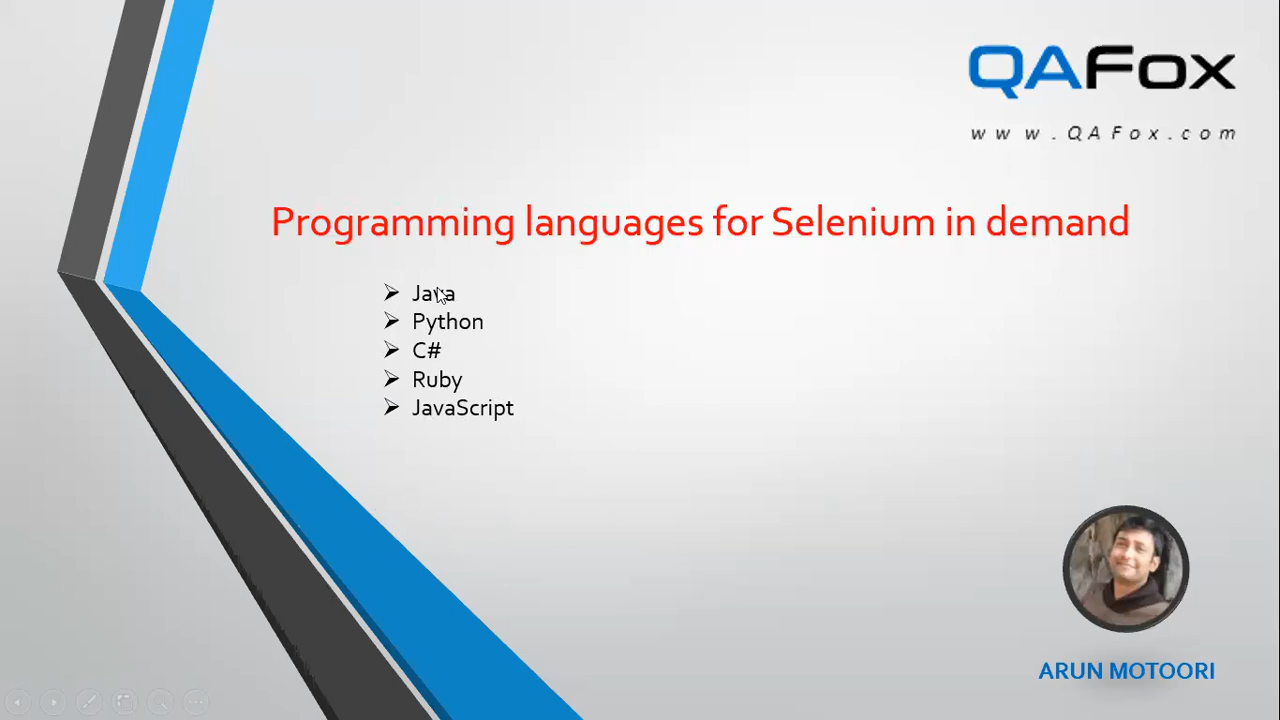 QAFox
www.QAFox.com
Programming languages for Selenium in demand
➢ Java
➢ Python
➢ C#
➢ Ruby
➢ JavaScript
ARUN MOTOORI